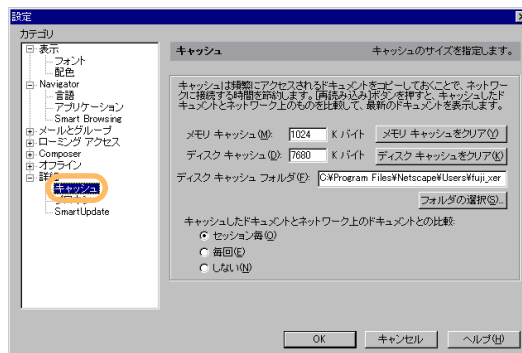 設定
カテゴリ
表示
フォント
配色
Navigator
言語
アプリケーション
Smart Browsing
メールとグループ
ローミング アクセス
Composer
オフライン
詳細
キャッシュ
SmartUpdate
キャッシュ
キャッシュのサイズを指定します。
キャッシュは頻繁にアクセスされるドキュメントをコピーしておくことで、ネットワー
クに接続する時間を節約します。[再読み込み]ボタンを押すと、キャッシュしたド
キュメントとネットワーク上のものを比較して、最新のドキュメントを表示します。
メモリ キャッシュ(M): 1024 K バイト メモリ キャッシュをクリア(Y)
ディスク キャッシュ(D): 7680 K バイト ディスク キャッシュをクリア(K)
ディスク キャッシュ フォルダ(F): C:¥Program Files¥Netscape¥Users¥fuji_xer
フォルダの選択(S)...
キャッシュしたドキュメントとネットワーク上のドキュメントとの比較:
セッション毎(O)
毎回(E)
しない(N)
OK キャンセル ヘルプ(H)